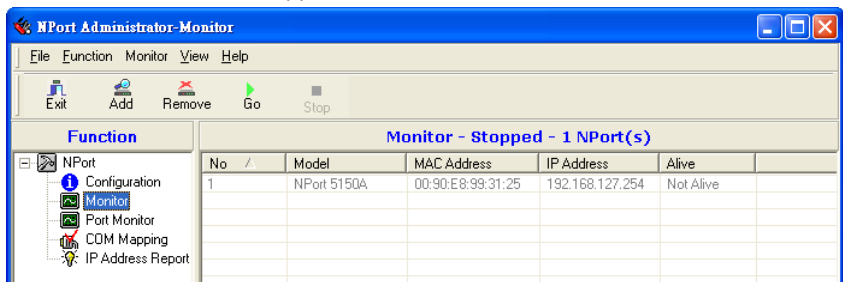 NPort Administrator-Monitor
File Function Monitor View Help
Exit Add Remove Go Stop
Function
Monitor - Stopped - 1 NPort(s)
NPort
Configuration
Monitor
Port Monitor
COM Mapping
IP Address Report
No Model MAC Address IP Address Alive
1 NPort 5150A 00:90:E8:99:31:25 192.168.127.254 Not Alive